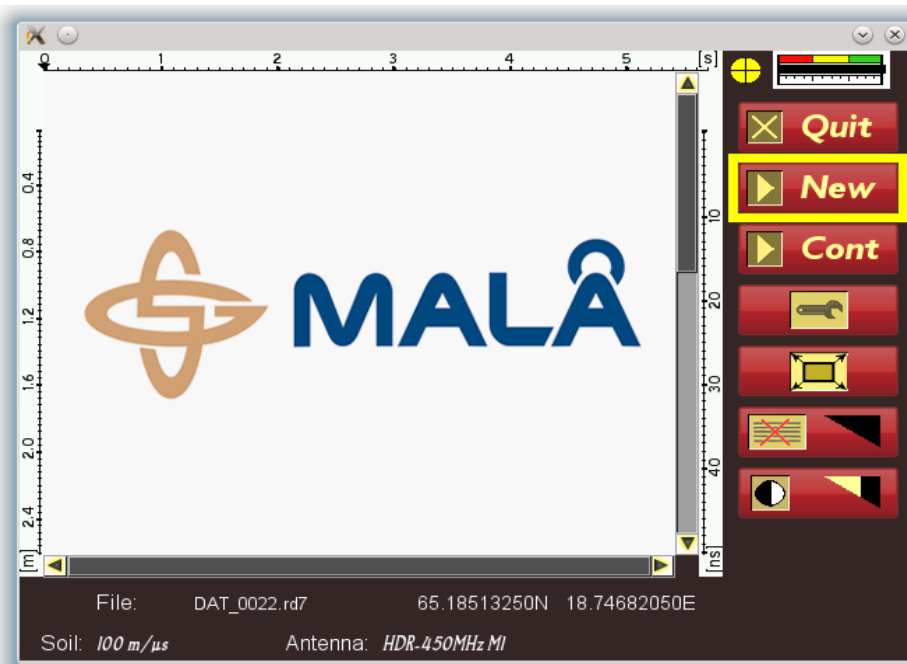 0 1 2 3 4 5 [s]
Quit
New
Cont
0.4
0.8
1.2
1.6
2.0
2.4
[m]
MALÅ
10
20
30
40
[ns]
File: DAT_0022.rd7 65.18513250N 18.74682050E
Soil: 100 m/µs Antenna: HDR-450MHz M1